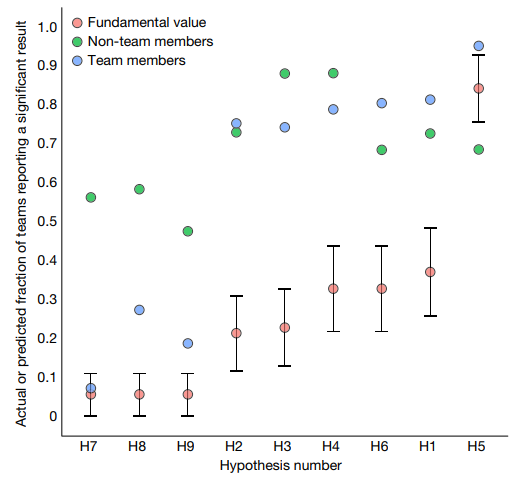 Fundamental value
Non-team members
Team members
Actual or predicted fraction of teams reporting a significant result
1.0
0.9
0.8
0.7
0.6
0.5
0.4
0.3
0.2
0.1
0
H7 H8 H9 H2 H3 H4 H6 H1 H5
Hypothesis number